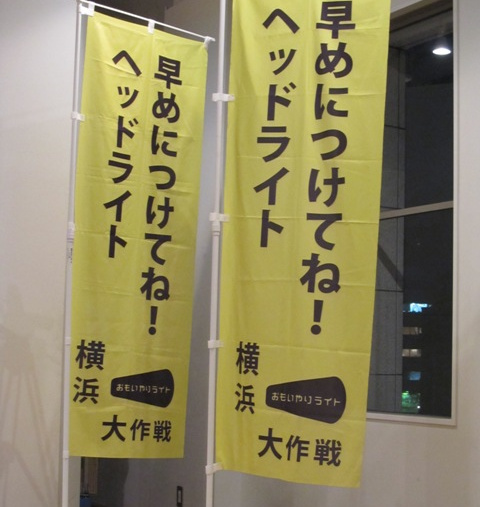 早めにつけてね！
ヘッドライト
横浜
おもいやりライト
大作戦
早めにつけてね！
ヘッドライト
横浜
おもいやりライト
大作戦